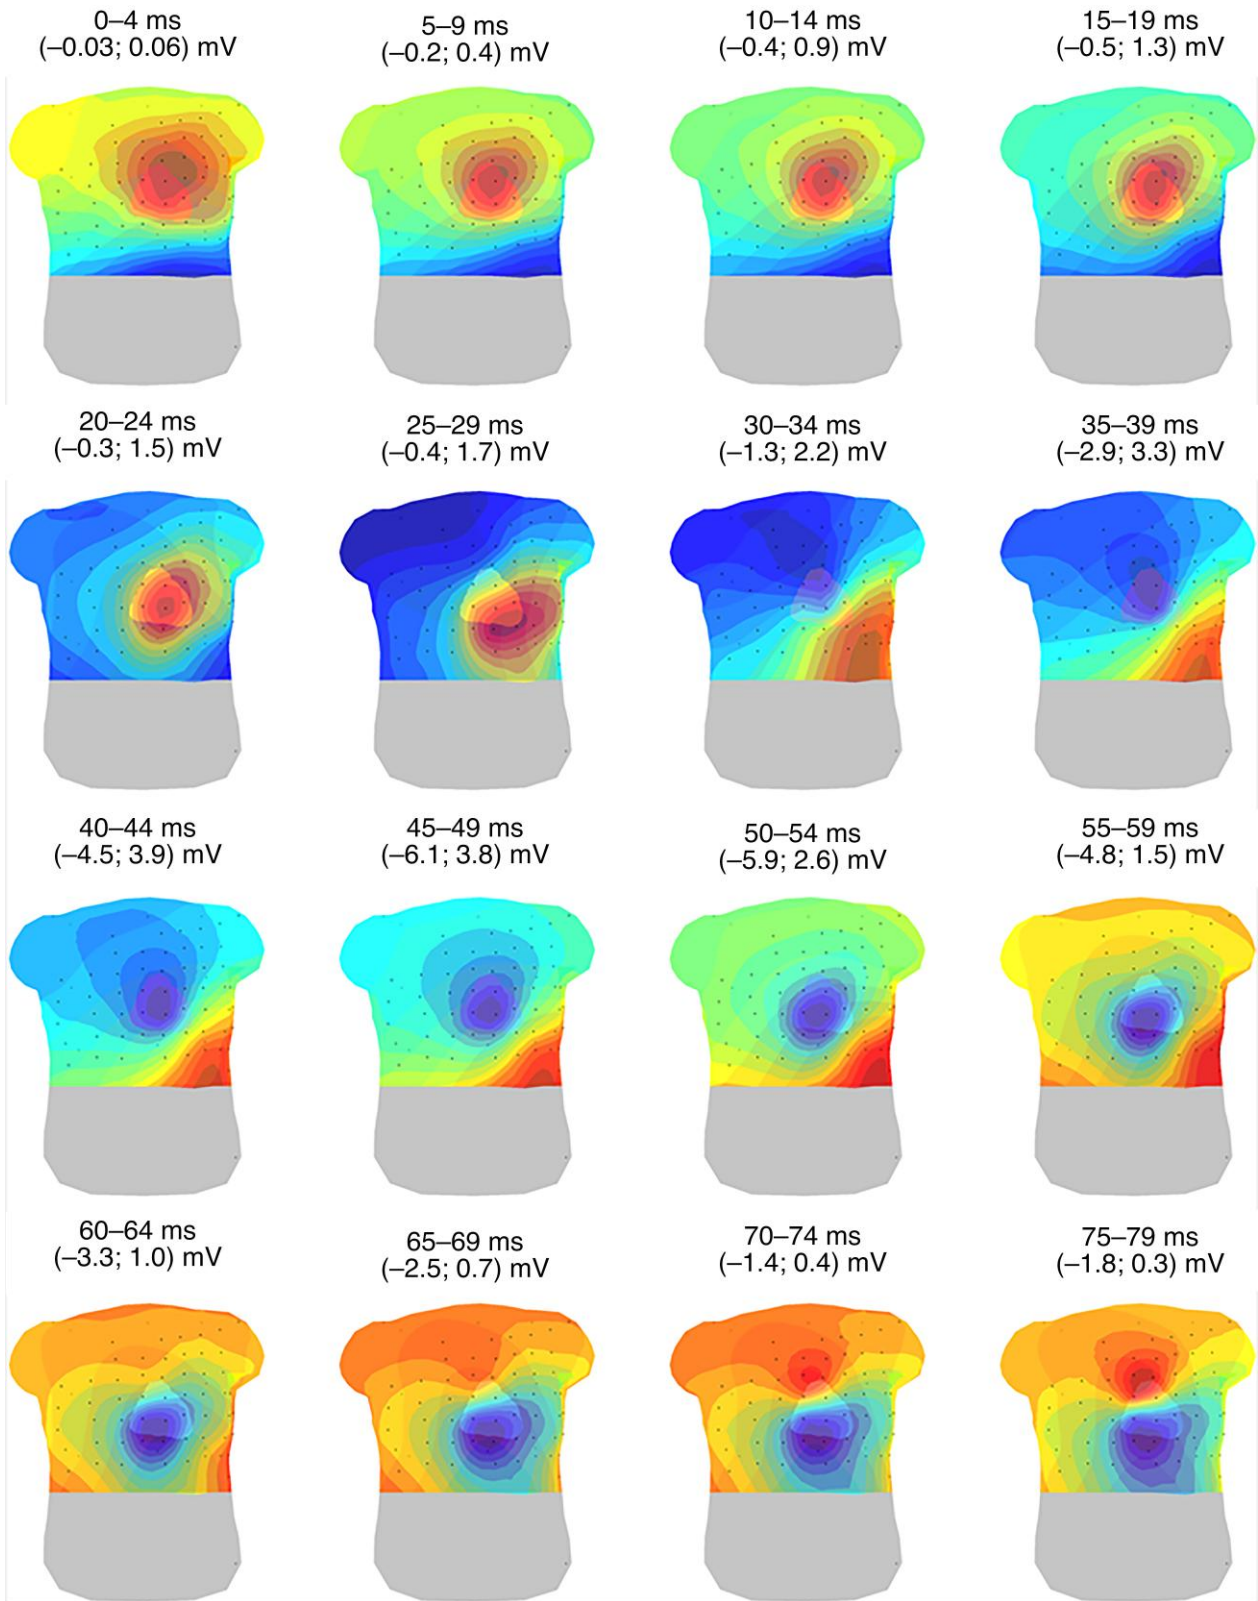 0–4 ms
(–0.03; 0.06) mV
5–9 ms
(–0.2; 0.4) mV
10–14 ms
(–0.4; 0.9) mV
15–19 ms
(–0.5; 1.3) mV
20–24 ms
(–0.3; 1.5) mV
25–29 ms
(–0.4; 1.7) mV
30–34 ms
(–1.3; 2.2) mV
35–39 ms
(–2.9; 3.3) mV
40–44 ms
(–4.5; 3.9) mV
45–49 ms
(–6.1; 3.8) mV
50–54 ms
(–5.9; 2.6) mV
55–59 ms
(–4.8; 1.5) mV
60–64 ms
(–3.3; 1.0) mV
65–69 ms
(–2.5; 0.7) mV
70–74 ms
(–1.4; 0.4) mV
75–79 ms
(–1.8; 0.3) mV